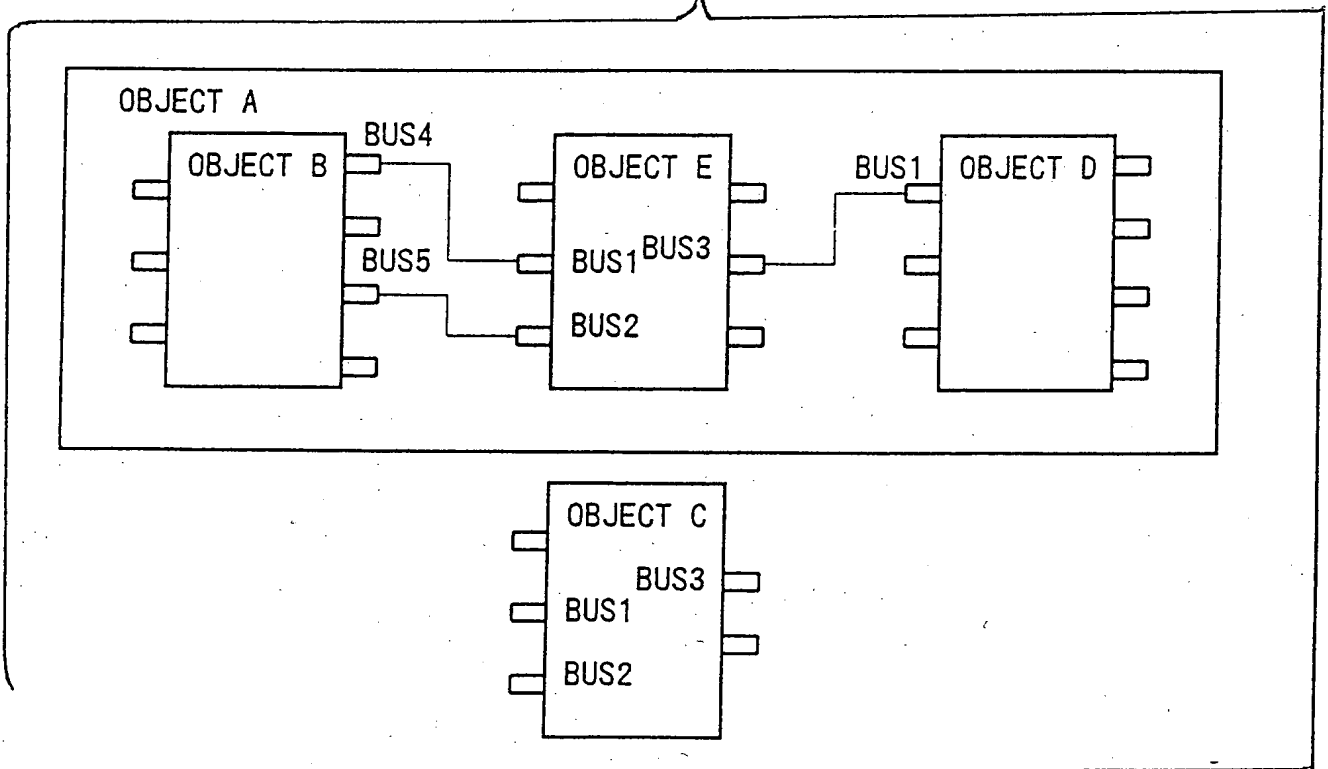 OBJECT A
BUS4
OBJECT B
OBJECT E
BUS1
OBJECT D
BUS5
BUS1
BUS3
BUS2
OBJECT C
BUS3
BUS1
BUS2